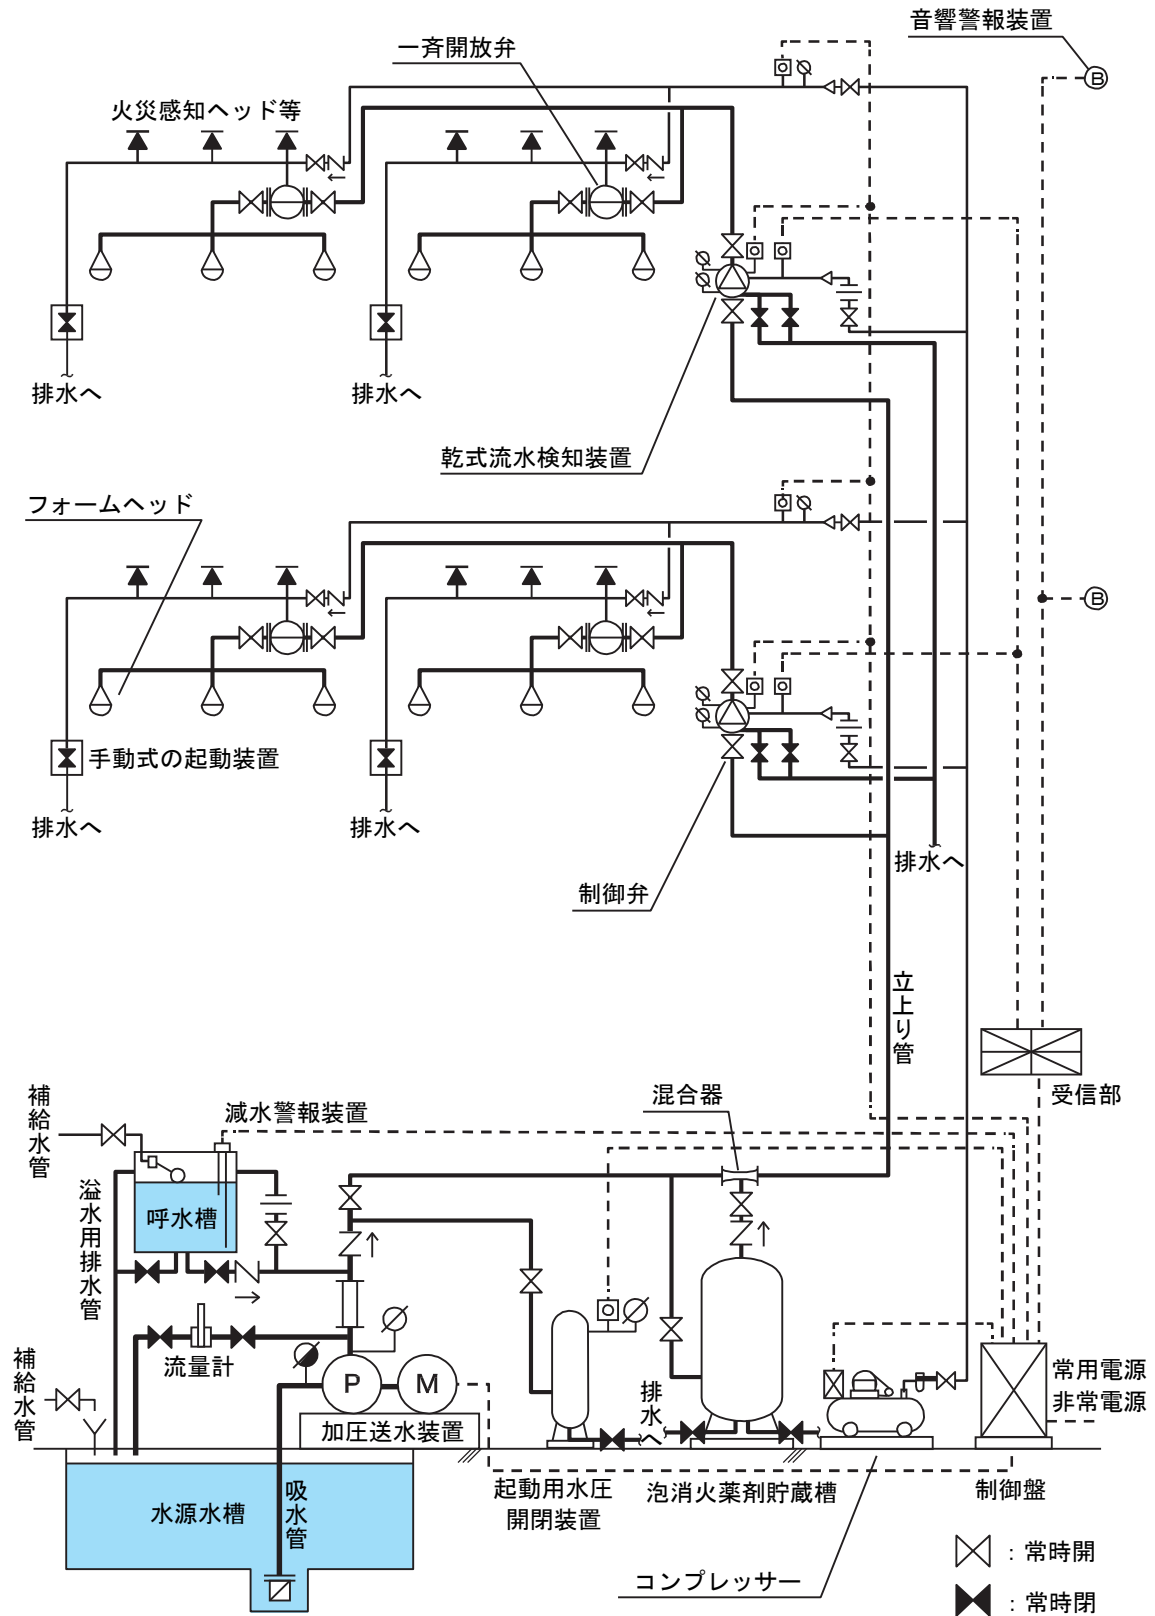 音響警報装置
一斉開放弁
B
火災感知ヘッド等
排水へ
排水へ
乾式流水検知装置
フォームヘッド
B
手動式の起動装置
排水へ
排水へ
排水へ
制御弁
立上り管
受信部
混合器
減水警報装置
補給水管
溢水用排水管
呼水槽
流量計
補給水管
P
M
加圧送水装置
排水へ
常用電源
非常電源
起動用水圧
開閉装置
泡消火薬剤貯蔵槽
制御盤
水源水槽
吸水管
コンプレッサー
：常時開
：常時閉